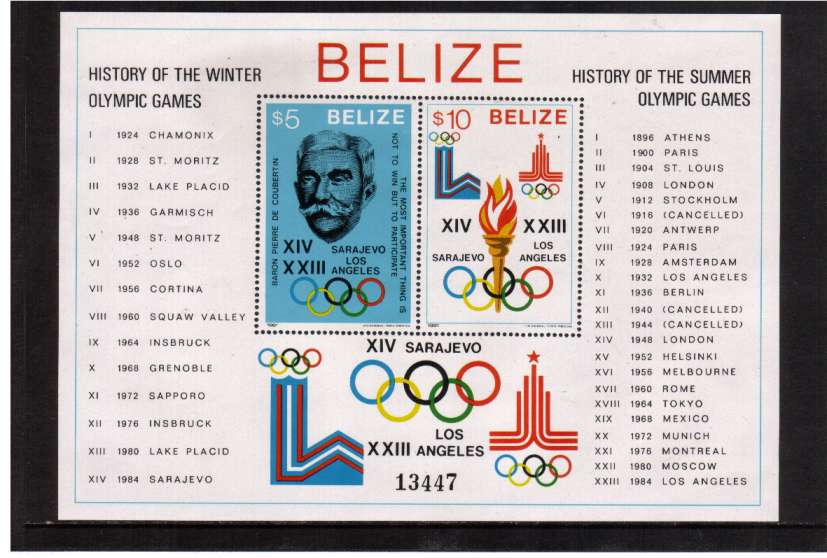 BELIZE
HISTORY OF THE WINTER
OLYMPIC GAMES
I 1924 CHAMONIX
II 1928 ST. MORITZ
III 1932 LAKE PLACID
IV 1936 GARMISCH
V 1948 ST. MORITZ
VI 1952 OSLO
VII 1956 CORTINA
VIII 1960 SQUAW VALLEY
IX 1964 INSBRUCK
X 1968 GRENOBLE
XI 1972 SAPPORO
XII 1976 INSBRUCK
XIII 1980 LAKE PLACID
XIV 1984 SARAJEVO
$5 BELIZE
BARON PIERRE DE COUBERTIN
THE MOST IMPORTANT THING IS
NOT TO WIN BUT TO PARTICIPATE
XIV SARAJEVO
XXIII LOS
ANGELES
1981
$10 BELIZE
XIV XXIII
SARAJEVO LOS
ANGELES
1981
XIV SARAJEVO
XXIII LOS
ANGELES
13447
HISTORY OF THE SUMMER
OLYMPIC GAMES
I 1896 ATHENS
II 1900 PARIS
III 1904 ST. LOUIS
IV 1908 LONDON
V 1912 STOCKHOLM
VI 1916 (CANCELLED)
VII 1920 ANTWERP
VIII 1924 PARIS
IX 1928 AMSTERDAM
X 1932 LOS ANGELES
XI 1936 BERLIN
XII 1940 (CANCELLED)
XIII 1944 (CANCELLED)
XIV 1948 LONDON
XV 1952 HELSINKI
XVI 1956 MELBOURNE
XVII 1960 ROME
XVIII 1964 TOKYO
XIX 1968 MEXICO
XX 1972 MUNICH
XXI 1976 MONTREAL
XXII 1980 MOSCOW
XXIII 1984 LOS ANGELES